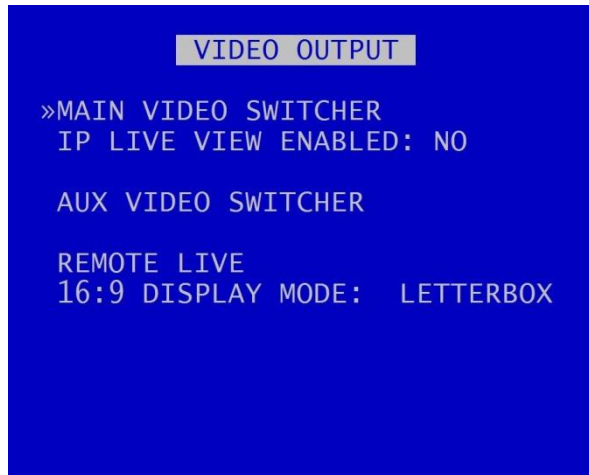 VIDEO OUTPUT
»MAIN VIDEO SWITCHER
IP LIVE VIEW ENABLED: NO
AUX VIDEO SWITCHER
REMOTE LIVE
16:9 DISPLAY MODE: LETTERBOX